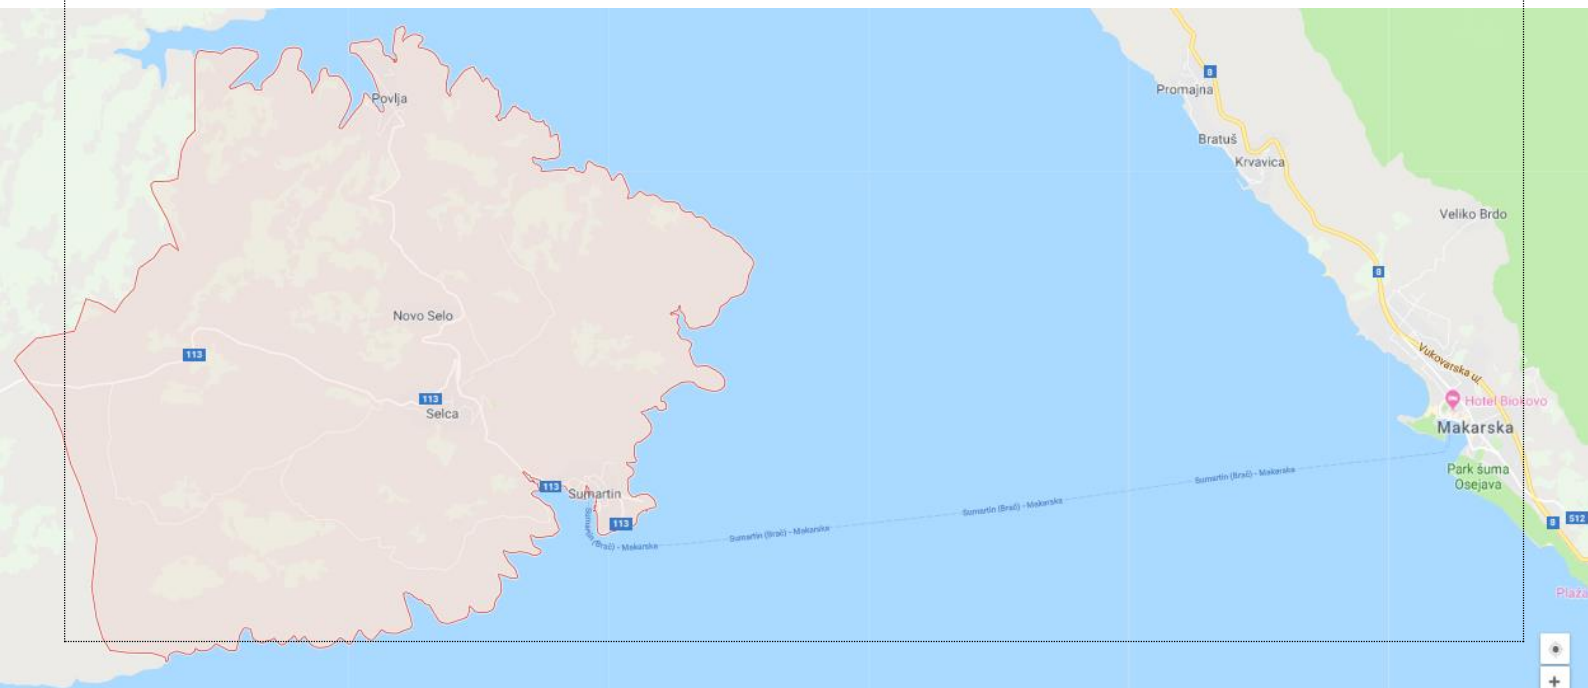 8
Promajna
Povlja
Bratuš
Krvavica
Veliko Brdo
8
Novo Selo
113
Vukovarska ul.
113
Selca
Hotel Biokovo
Makarska
Park šuma
Osejava
Sumartin (Brač) - Makarska
113
Sumartin
Sumartin (Brač) - Makarska
113
Sumartin (Brač) - Makarska
Sumartin (Brač) - Makarska
8
512
Plaža
+